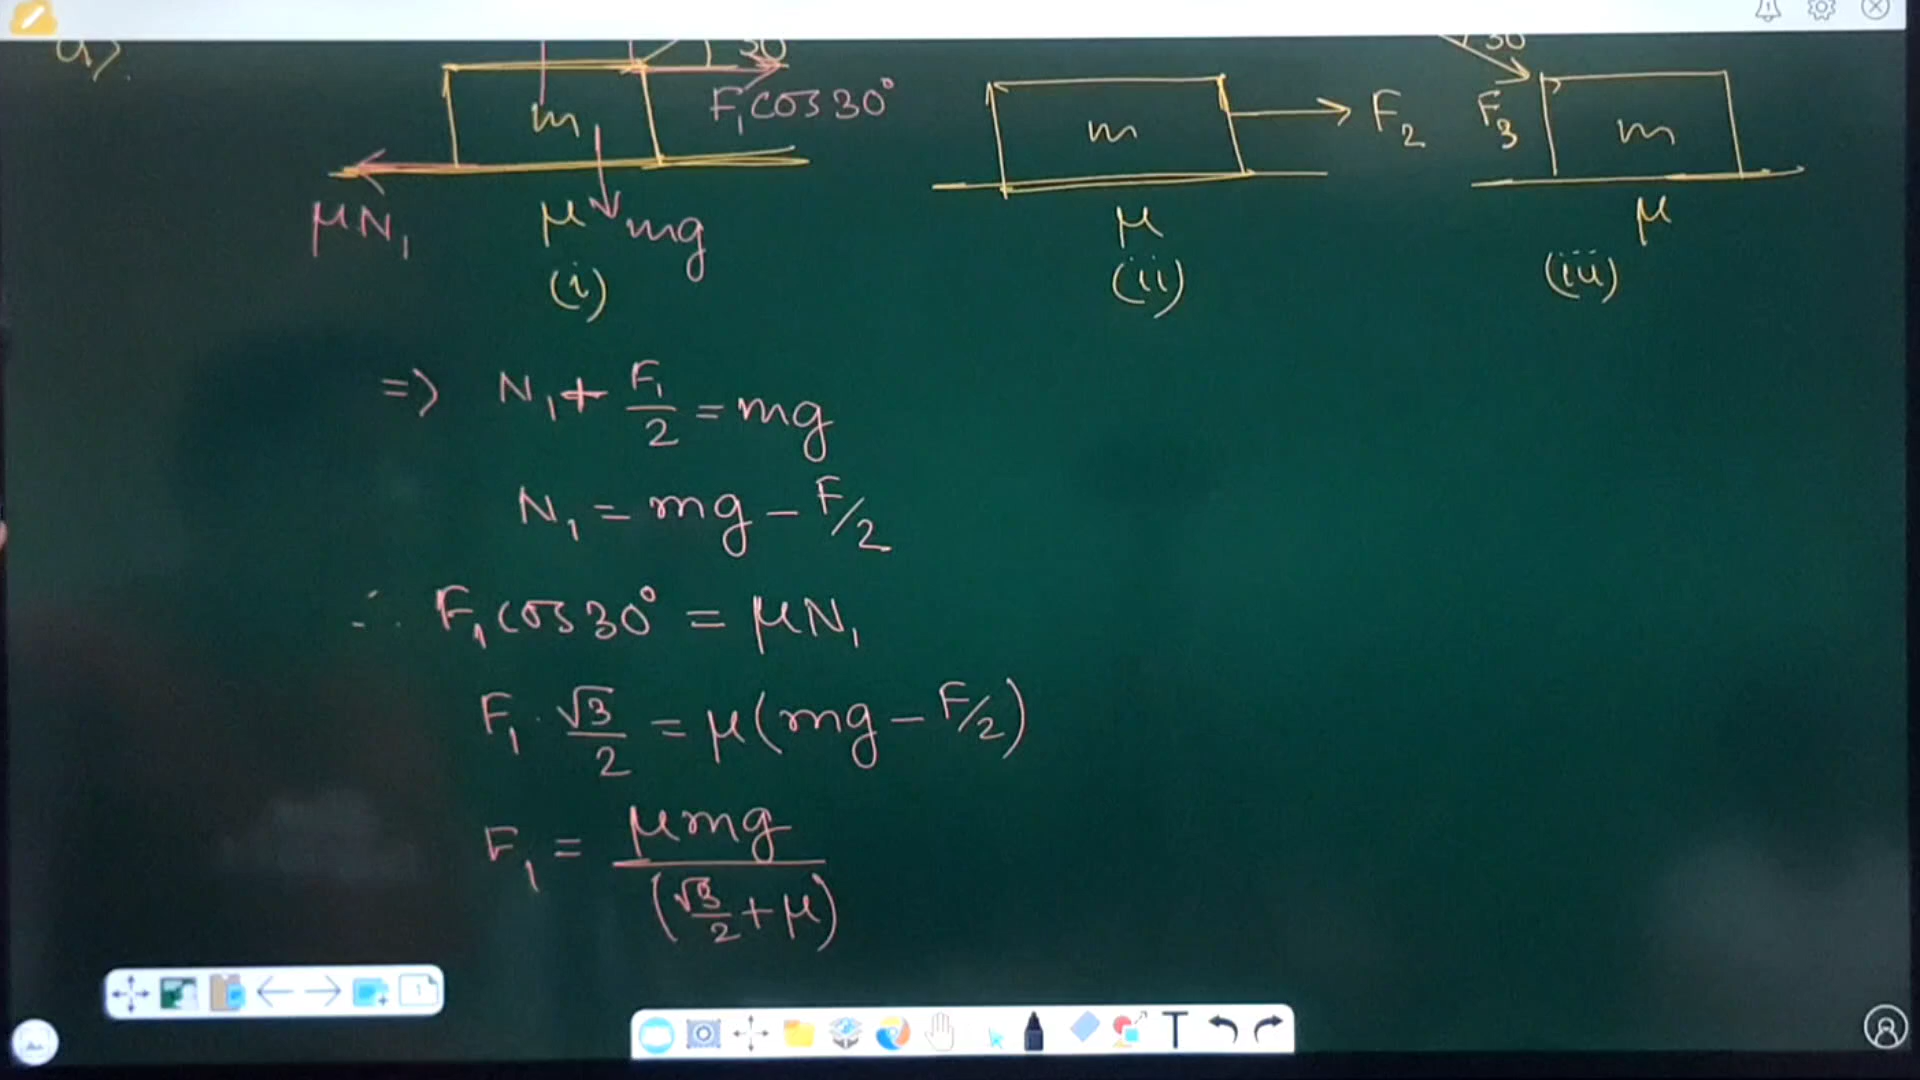 a)
30
30
F₁cos30°
m
m
F₂
F₃
m
μN₁
μ
mg
μ
μ
(i)
(ii)
(iii)
=> N₁ + F₁/2 = mg
N₁ = mg - F/2
∴ F₁cos30° = μN₁
F₁ · √3/2 = μ(mg - F/2)
F₁ = μmg/(√3/2 + μ)
1
T